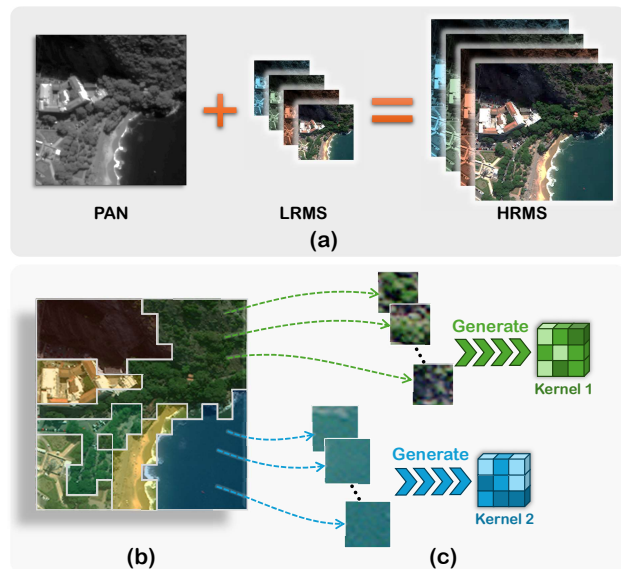 PAN
LRMS
HRMS
(a)
Generate
Kernel 1
Generate
Kernel 2
(b)
(c)